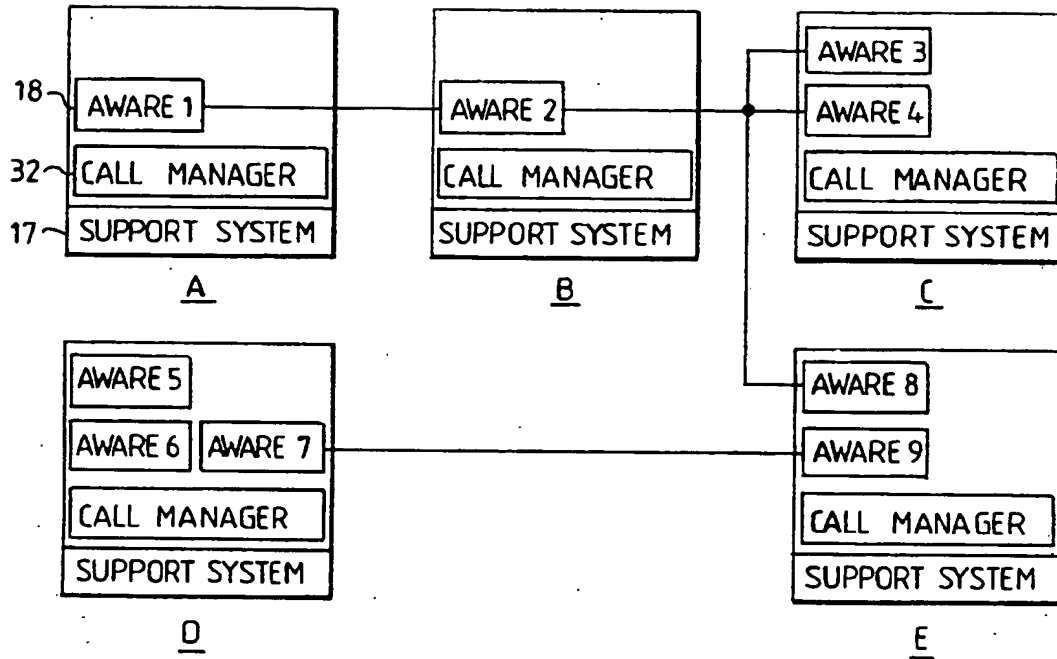 18
AWARE 1
32
CALL MANAGER
17
SUPPORT SYSTEM
A
AWARE 2
CALL MANAGER
SUPPORT SYSTEM
B
AWARE 3
AWARE 4
CALL MANAGER
SUPPORT SYSTEM
C
AWARE 5
AWARE 6
AWARE 7
CALL MANAGER
SUPPORT SYSTEM
D
AWARE 8
AWARE 9
CALL MANAGER
SUPPORT SYSTEM
E